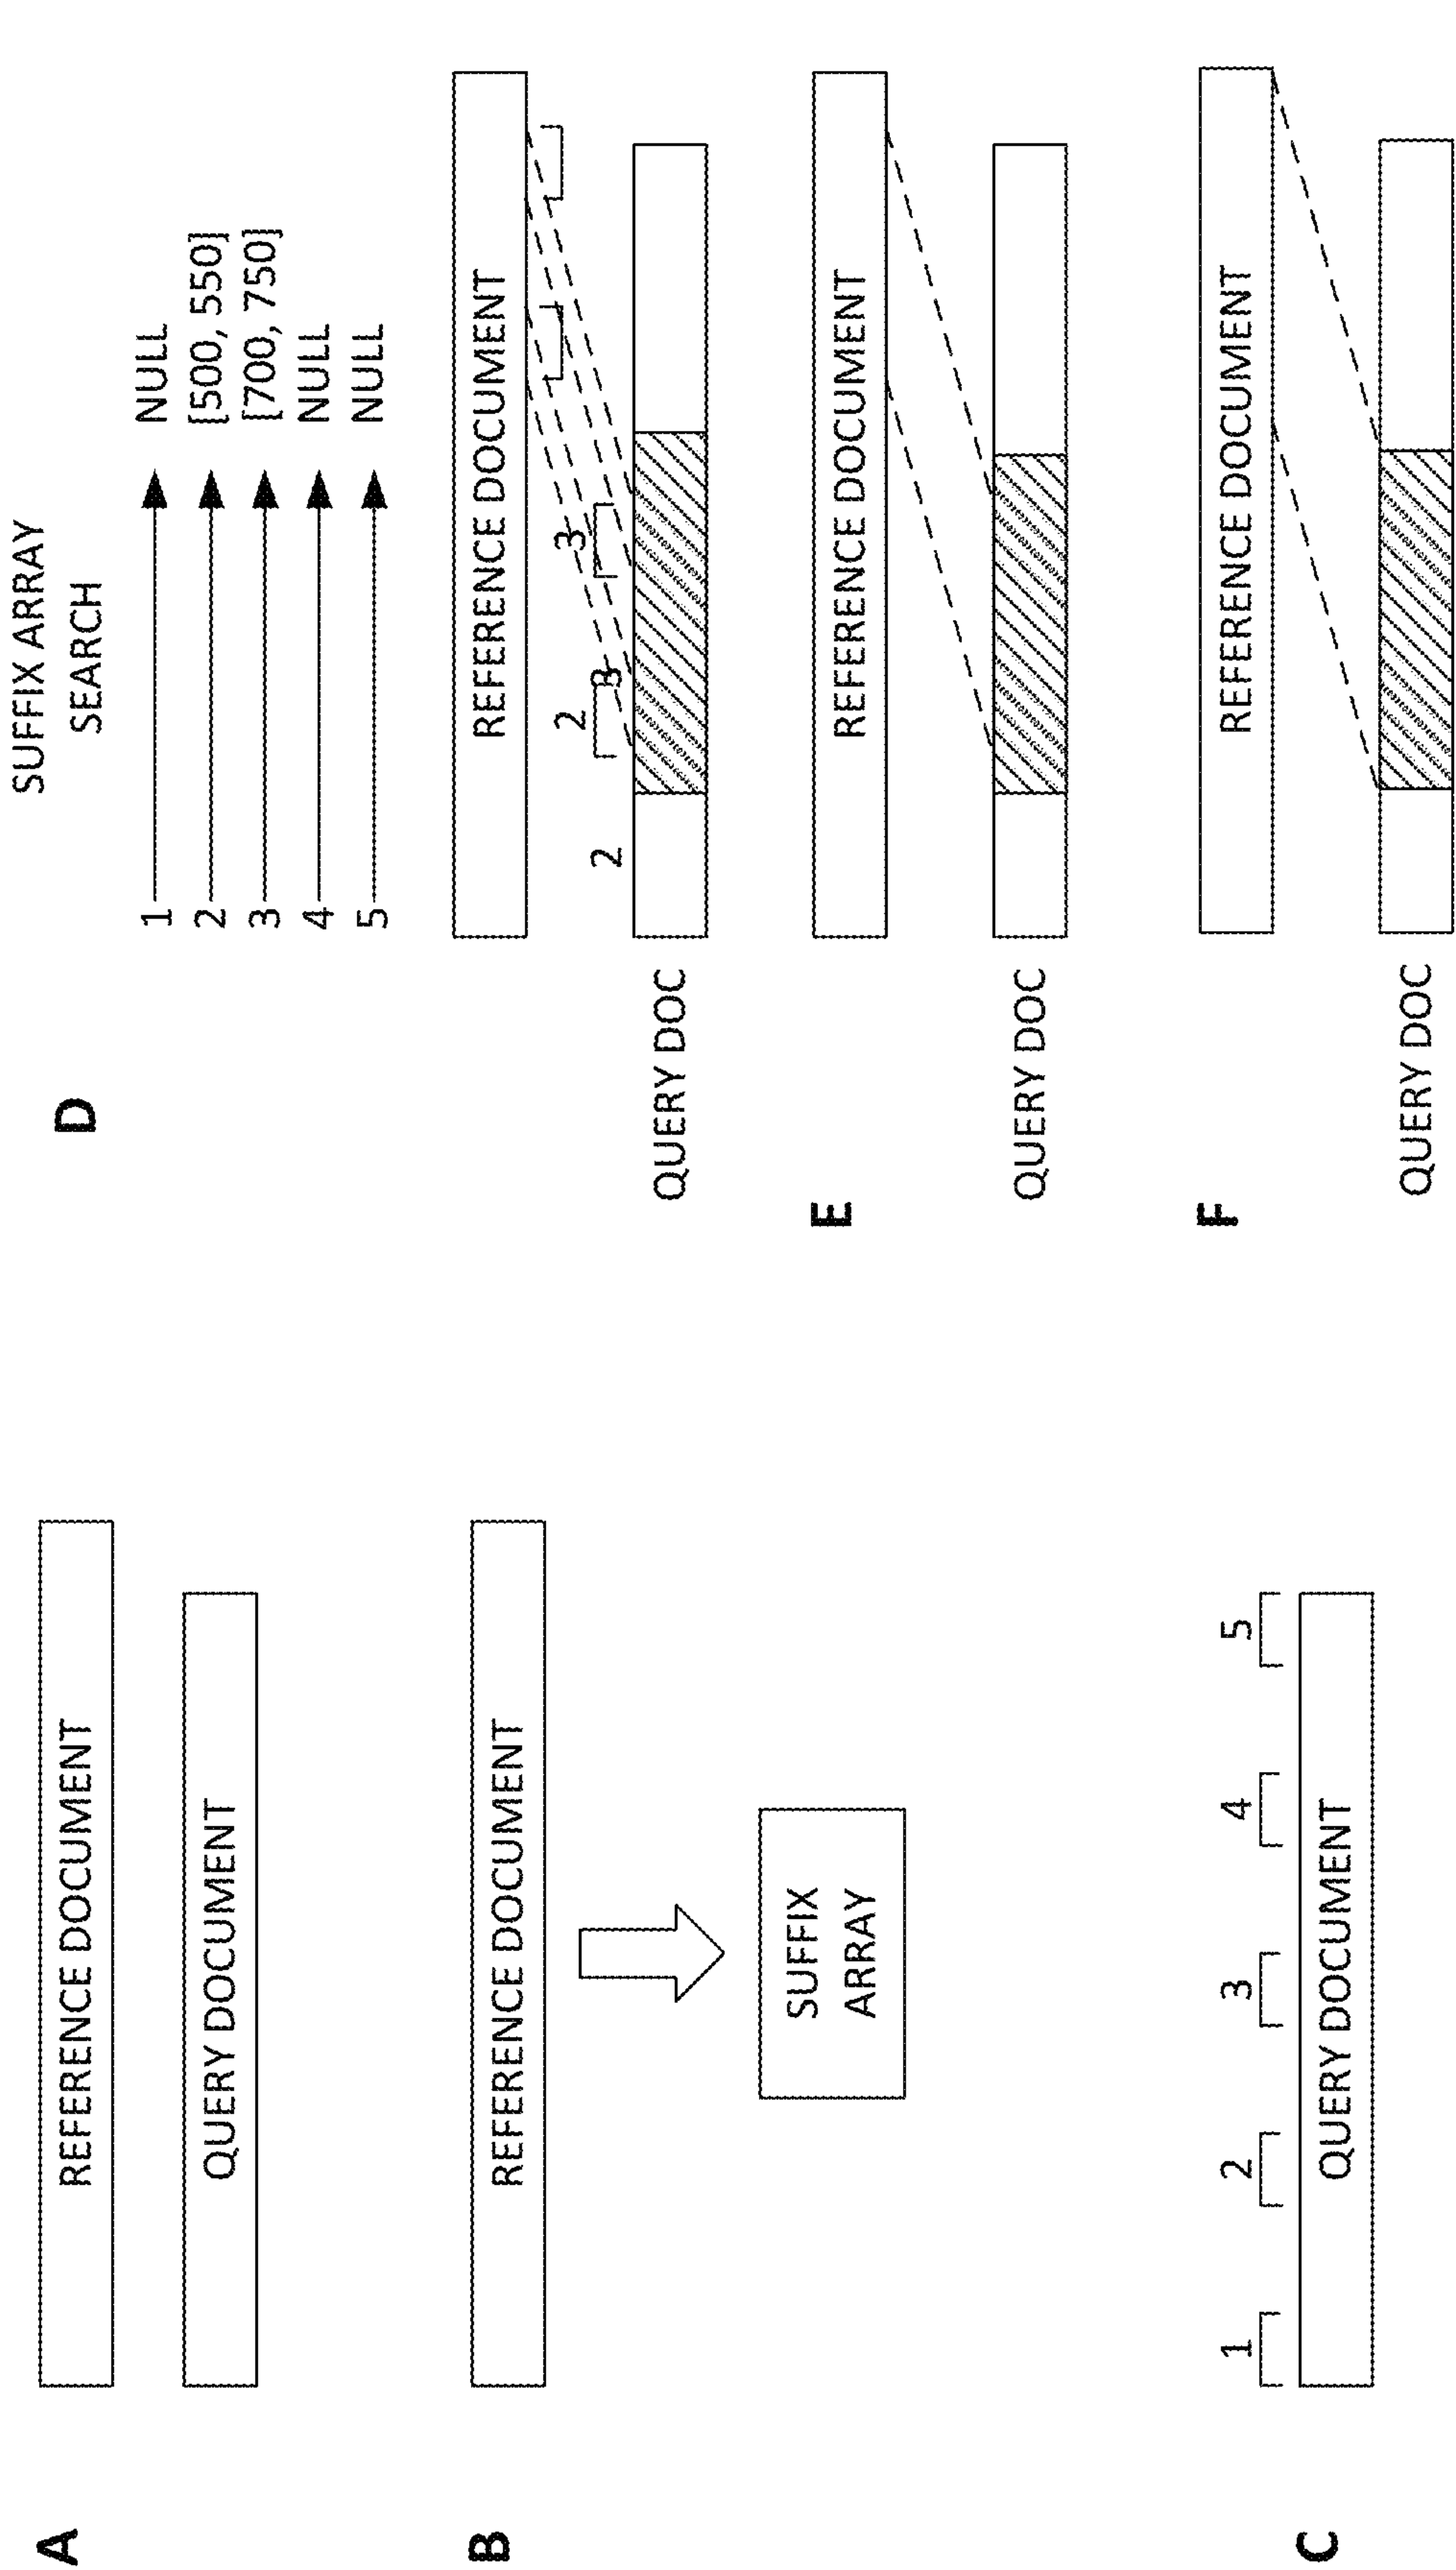 A
REFERENCE DOCUMENT
QUERY DOCUMENT
B
REFERENCE DOCUMENT
SUFFIX
ARRAY
C
1 2 3 4 5
QUERY DOCUMENT
SUFFIX ARRAY
SEARCH
D
1 NULL
2 [500, 550]
3 [700, 750]
4 NULL
5 NULL
REFERENCE DOCUMENT
2 3
2 3
QUERY DOC
E
REFERENCE DOCUMENT
QUERY DOC
F
REFERENCE DOCUMENT
QUERY DOC